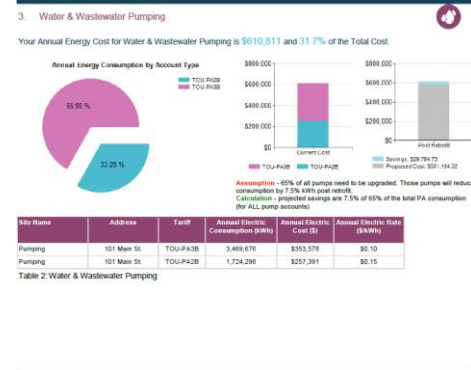 3. Water & Wastewater Pumping
Your Annual Energy Cost for Water & Wastewater Pumping is $610,811 and 31.7% of the Total Cost.
Annual Energy Consumption by Account Type
TOU-PA2B
TOU-PA3B
33.20 %
$800,000
$600,000
$400,000
$200,000
$0
Current Cost
TOU-PA3B TOU-PA2B
$800,000
$600,000
$400,000
$200,000
$0
Post Retrofit
Savings: $29,784.73
Proposed Cost:
Assumption - 65% of all pumps need to be upgraded. Those pumps will reduce
consumption by 7.5% kWh post retrofit.
Calculation - projected savings are 7.5% of 65% of the total PA consumption
(for ALL pump accounts)
Site Name Address Tariff Annual Electric Consumption (kWh) Annual Electric Cost ($) Annual Electric Rate ($/kWh)
Pumping 101 Main St. TOU-PA3B 3,469,676 $353,578 $0.10
Pumping 101 Main St. TOU-PA2B 1,724,298 $257,391 $0.15
Table 2: Water & Wastewater Pumping